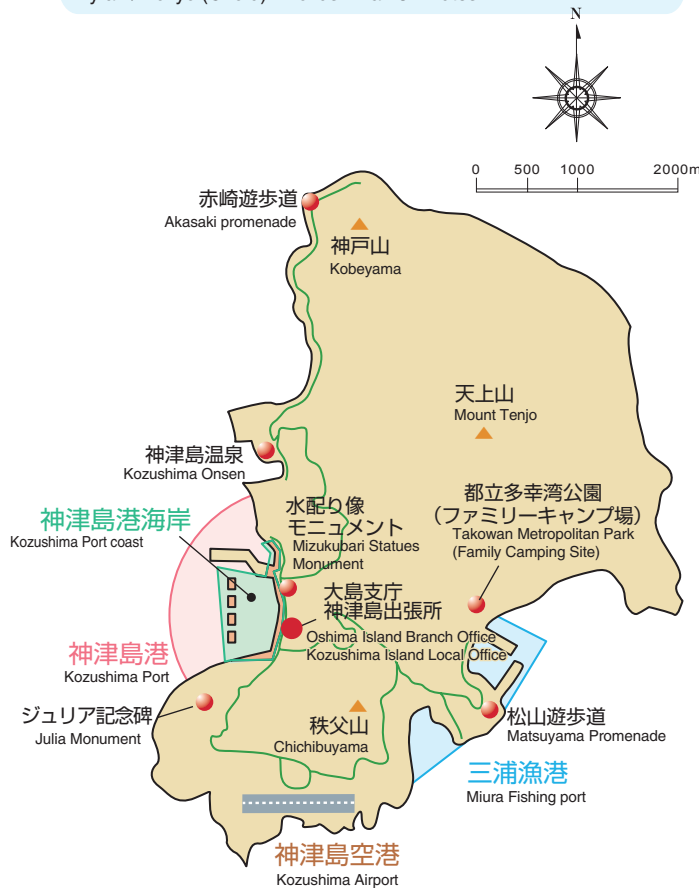 N
0 500 1000 2000m
赤崎遊歩道
Akasaki promenade
神戸山
Kobeyama
天上山
Mount Tenjo
神津島温泉
Kozushima Onsen
水配り像
モニュメント
Mizukubari Statues
Monument
都立多幸湾公園
（ファミリーキャンプ場）
Takowan Metropolitan Park
(Family Camping Site)
神津島港海岸
Kozushima Port coast
大島支庁
神津島出張所
Oshima Island Branch Office
Kozushima Island Local Office
神津島港
Kozushima Port
ジュリア記念碑
Julia Monument
秩父山
Chichibuyama
松山遊歩道
Matsuyama Promenade
三浦漁港
Miura Fishing port
神津島空港
Kozushima Airport